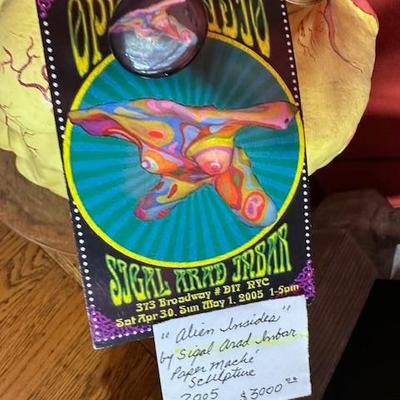 SIGAL ARAD INBAR
373 Broadway # D17 NYC
Sat Apr 30, Sun May 1, 2005 1-5pm
"Alien Insides"
by Sigal Arad Inbar
Paper Maché
Sculpture
2005 $3000.00